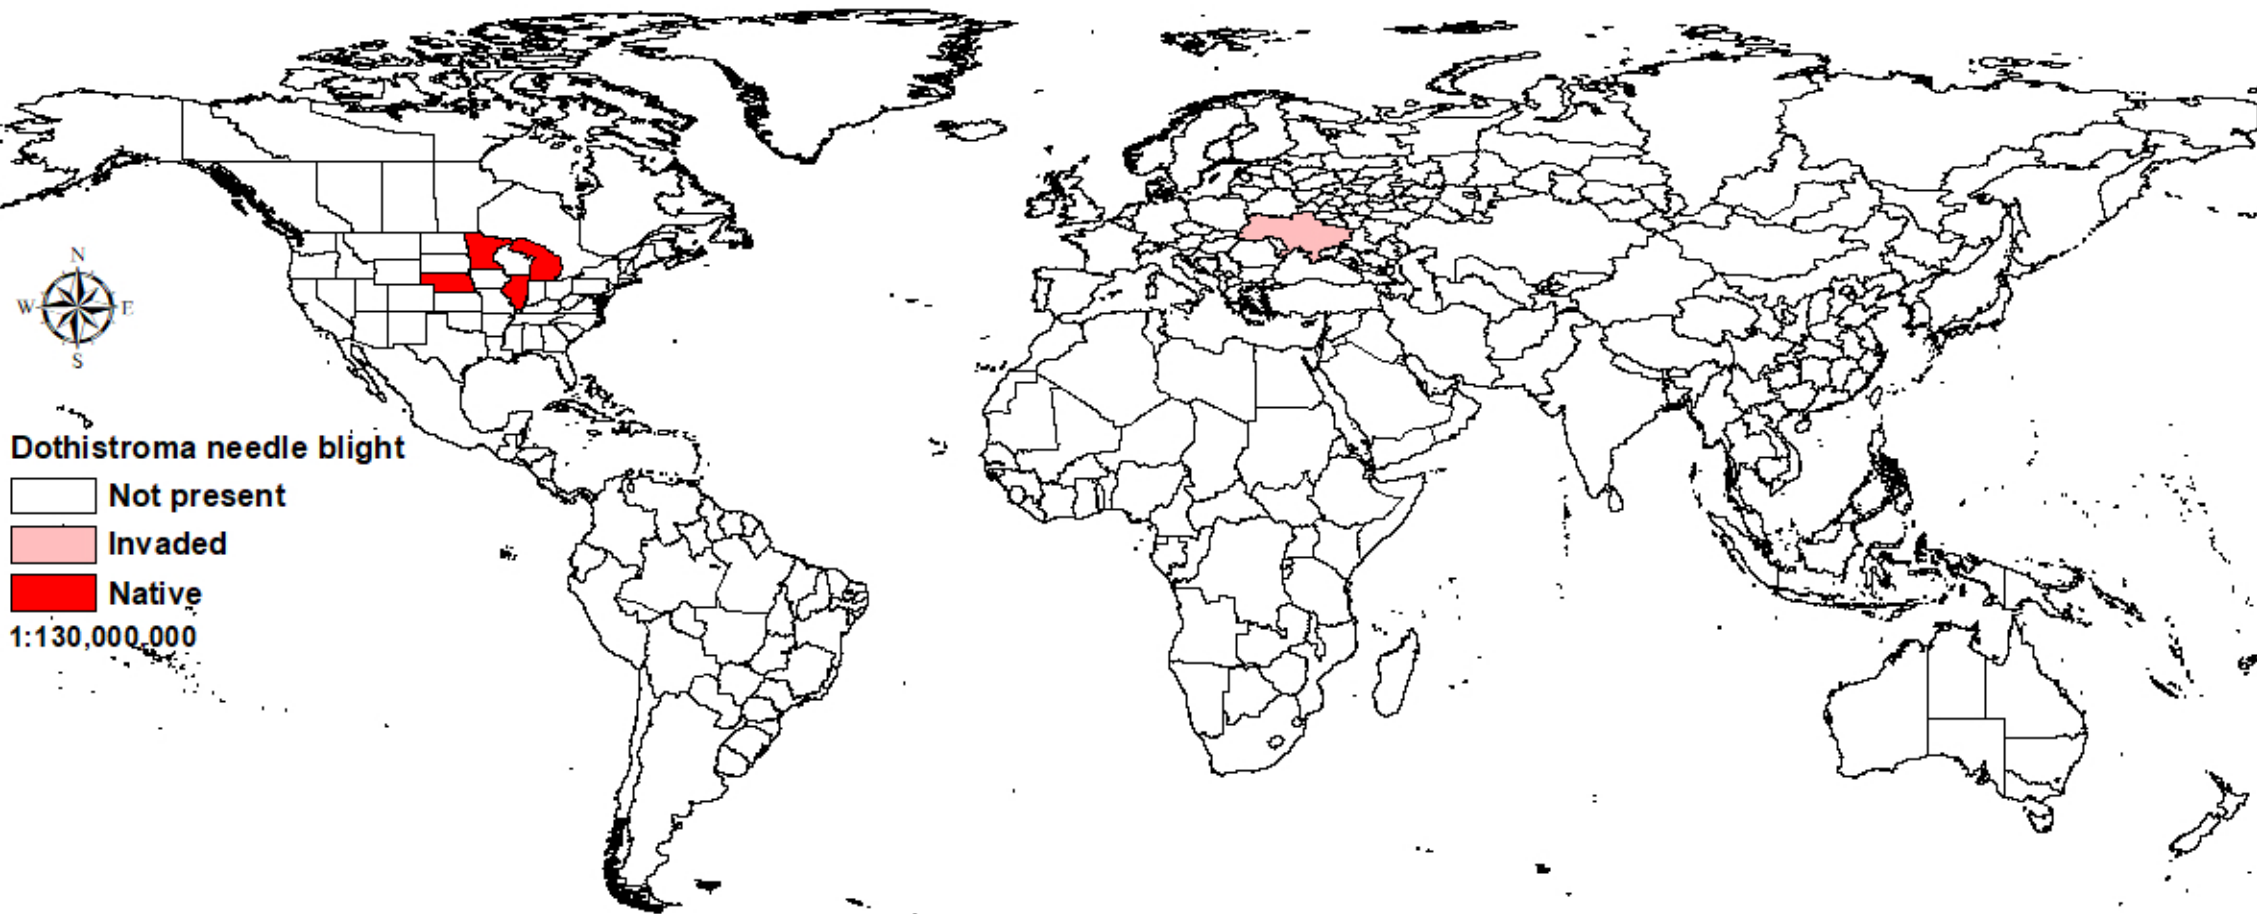 N
W E
S
Dothistroma needle blight
Not present
Invaded
Native
1:130,000,000